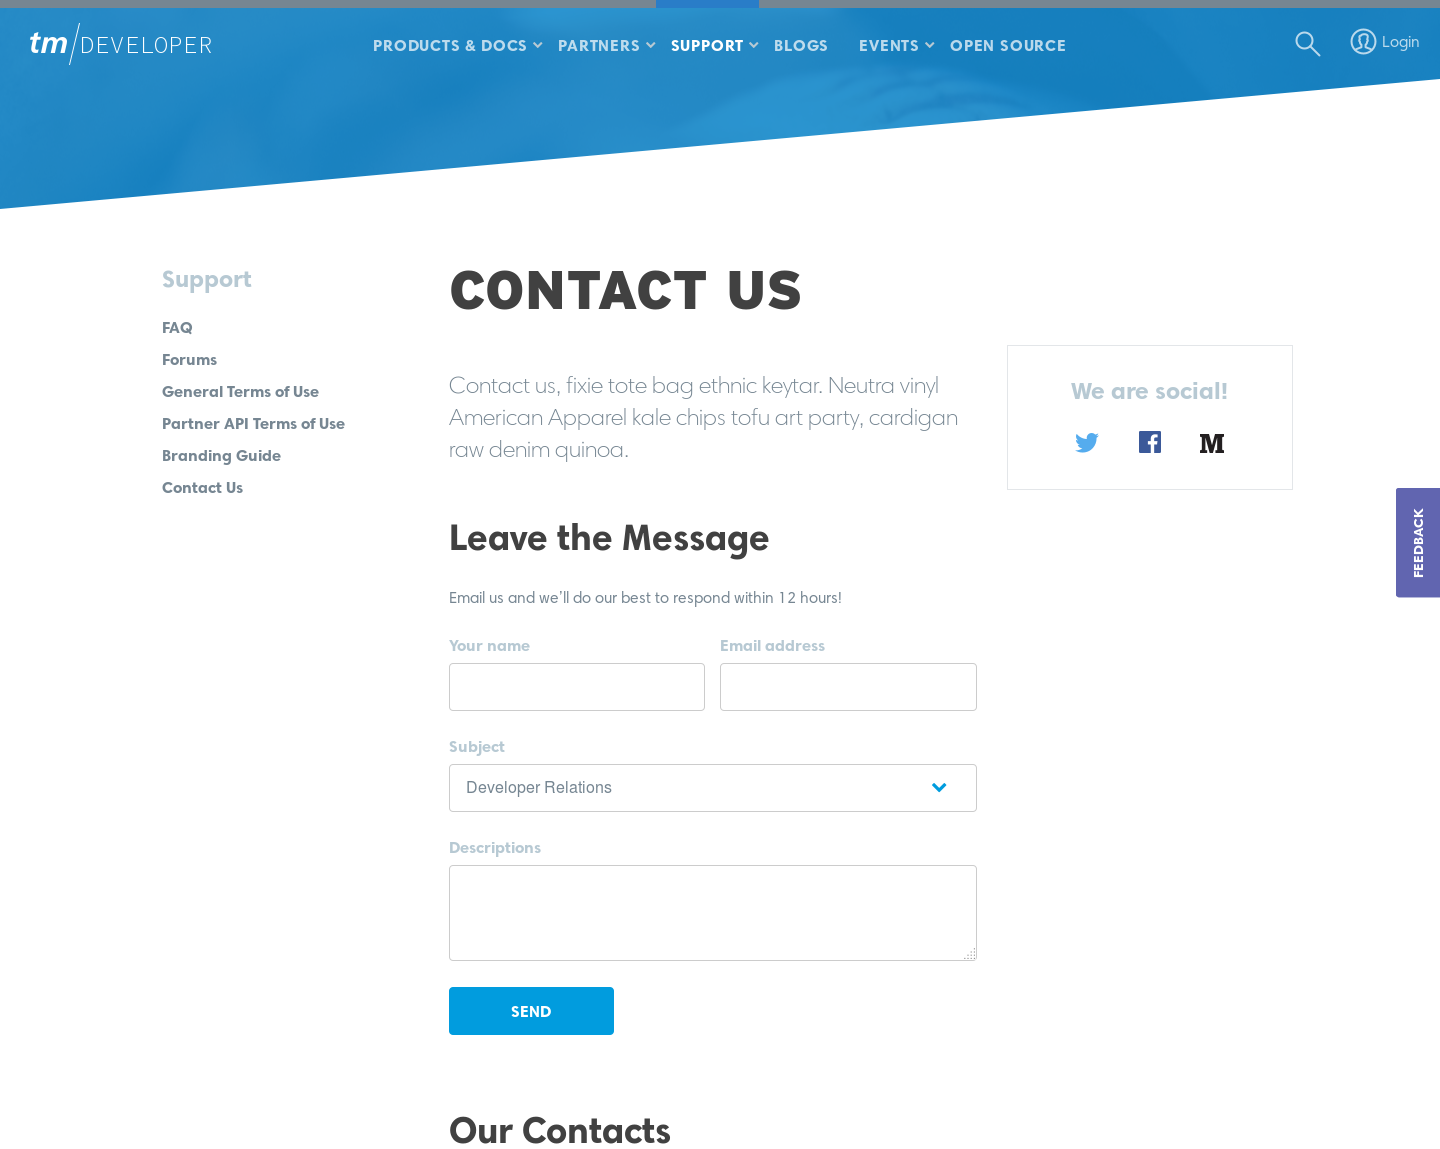 tm/DEVELOPER
PRODUCTS & DOCS PARTNERS SUPPORT BLOGS EVENTS OPEN SOURCE
Login
Support
FAQ
Forums
General Terms of Use
Partner API Terms of Use
Branding Guide
Contact Us
CONTACT US
Contact us, fixie tote bag ethnic keytar. Neutra vinyl
American Apparel kale chips tofu art party, cardigan
raw denim quinoa.
We are social!
M
FEEDBACK
Leave the Message
Email us and we'll do our best to respond within 12 hours!
Your name
Email address
Subject
Developer Relations
Descriptions
SEND
Our Contacts